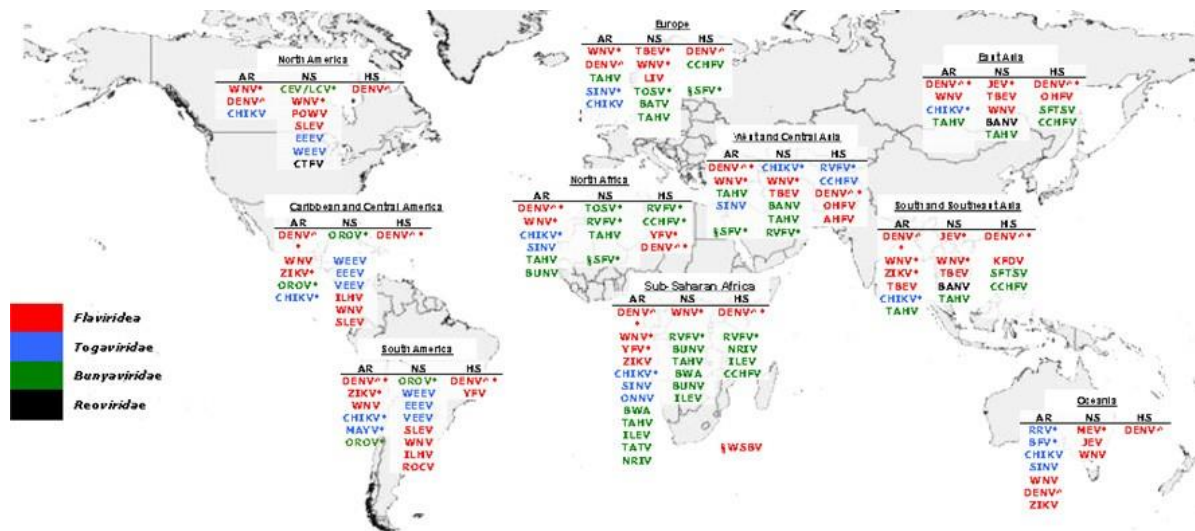 North America
AR NS HS
WNV* CEV/LCV* DENV^
DENV^ WNV* *
CHIKV POWV
SLEV
EEEV
WEEV
CTFV
Europe
AR NS HS
WNV* TBEV* DENV^
DENV^ WNV* CCHFV
TAHV LIV
SINV* TOSV* §SFV*
CHIKV BATV
TAHV
East Asia
AR NS HS
DENV^* JEV* DENV^*
WNV TBEV OHFV
CHIKV* WNV SFTSV
TAHV BANV CCHFV
TAHV
West and Central Asia
AR NS HS
DENV^* CHIKV* RVFV*
WNV* WNV* CCHFV
TAHV TBEV DENV^*
SINV BANV OHFV
TAHV AHFV
§SFV* RVFV*
North Africa
AR NS HS
DENV^* TOSV* RVFV*
WNV* RVFV* CCHFV*
CHIKV* TAHV YFV*
SINV DENV^*
TAHV §SFV*
BUNV
Caribbean and Central America
AR NS HS
DENV^ OROV* DENV^*
*
WNV WEEV
ZIKV* EEEV
OROV* VEEV
CHIKV* ILHV
WNV
SLEV
South and Southeast Asia
AR NS HS
DENV^ JEV* DENV^*
*
WNV* WNV* KFDV
ZIKV* TBEV SFTSV
TBEV BANV CCHFV
CHIKV* TAHV
TAHV
Sub-Saharan Africa
AR NS HS
DENV^ WNV* DENV^*
*
WNV* RVFV* RVFV*
YFV* BUNV NRIV
ZIKV TAHV ILEV
CHIKV* BWA CCHFV
SINV BUNV
ONNV ILEV
BWA
TAHV
ILEV
TATV §WSBV
NRIV
Flaviridea
Togaviridae
Bunyaviridae
Reoviridae
South America
AR NS HS
DENV^* OROV* DENV^*
ZIKV* WEEV YFV
WNV EEEV
CHIKV* VEEV
MAYV* SLEV
OROV* WNV
ILHV
ROCV
Oceania
AR NS HS
RRV* MEV* DENV^
BFV* JEV
CHIKV WNV
SINV
WNV
DENV^
ZIKV